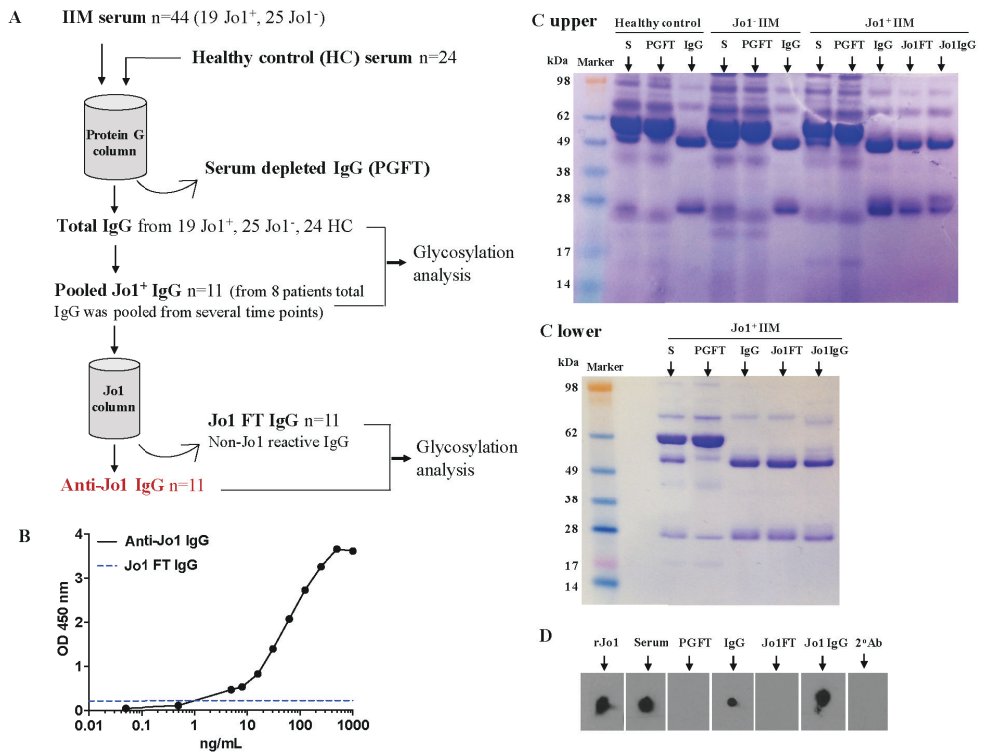 A
IIM serum n=44 (19 Jo1+, 25 Jo1-)
Healthy control (HC) serum n=24
Protein G
column
Serum depleted IgG (PGFT)
Total IgG from 19 Jo1+, 25 Jo1-, 24 HC
Glycosylation
analysis
Pooled Jo1+ IgG n=11 (from 8 patients total
IgG was pooled from several time points)
Jo1
column
Jo1 FT IgG n=11
Non-Jo1 reactive IgG
Glycosylation
analysis
Anti-Jo1 IgG n=11
B
Anti-Jo1 IgG
Jo1 FT IgG
OD 450 nm
4
3
2
1
0
0.01 0.1 1 10 100 1000
ng/mL
C upper
Healthy control Jo1- IIM Jo1+ IIM
S PGFT IgG S PGFT IgG S PGFT IgG Jo1FT Jo1IgG
kDa Marker
98
62
49
38
28
17
14
C lower
Jo1+ IIM
S PGFT IgG Jo1FT Jo1IgG
kDa Marker
98
62
49
38
28
17
14
D
rJo1 Serum PGFT IgG Jo1FT Jo1 IgG 2°Ab